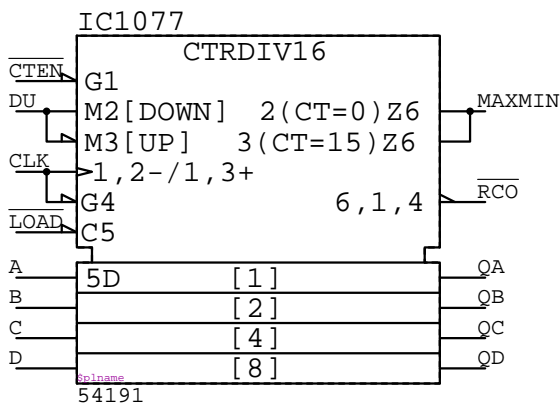 IC1077
CTRDIV16
CTEN G1
DU M2[DOWN] 2(CT=0)Z6 MAXMIN
M3[UP] 3(CT=15)Z6
CLK 1,2-/1,3+
G4 6,1,4 RCO
LOAD C5
A 5D [1] QA
B [2] QB
C [4] QC
D [8] QD
Splname
54191